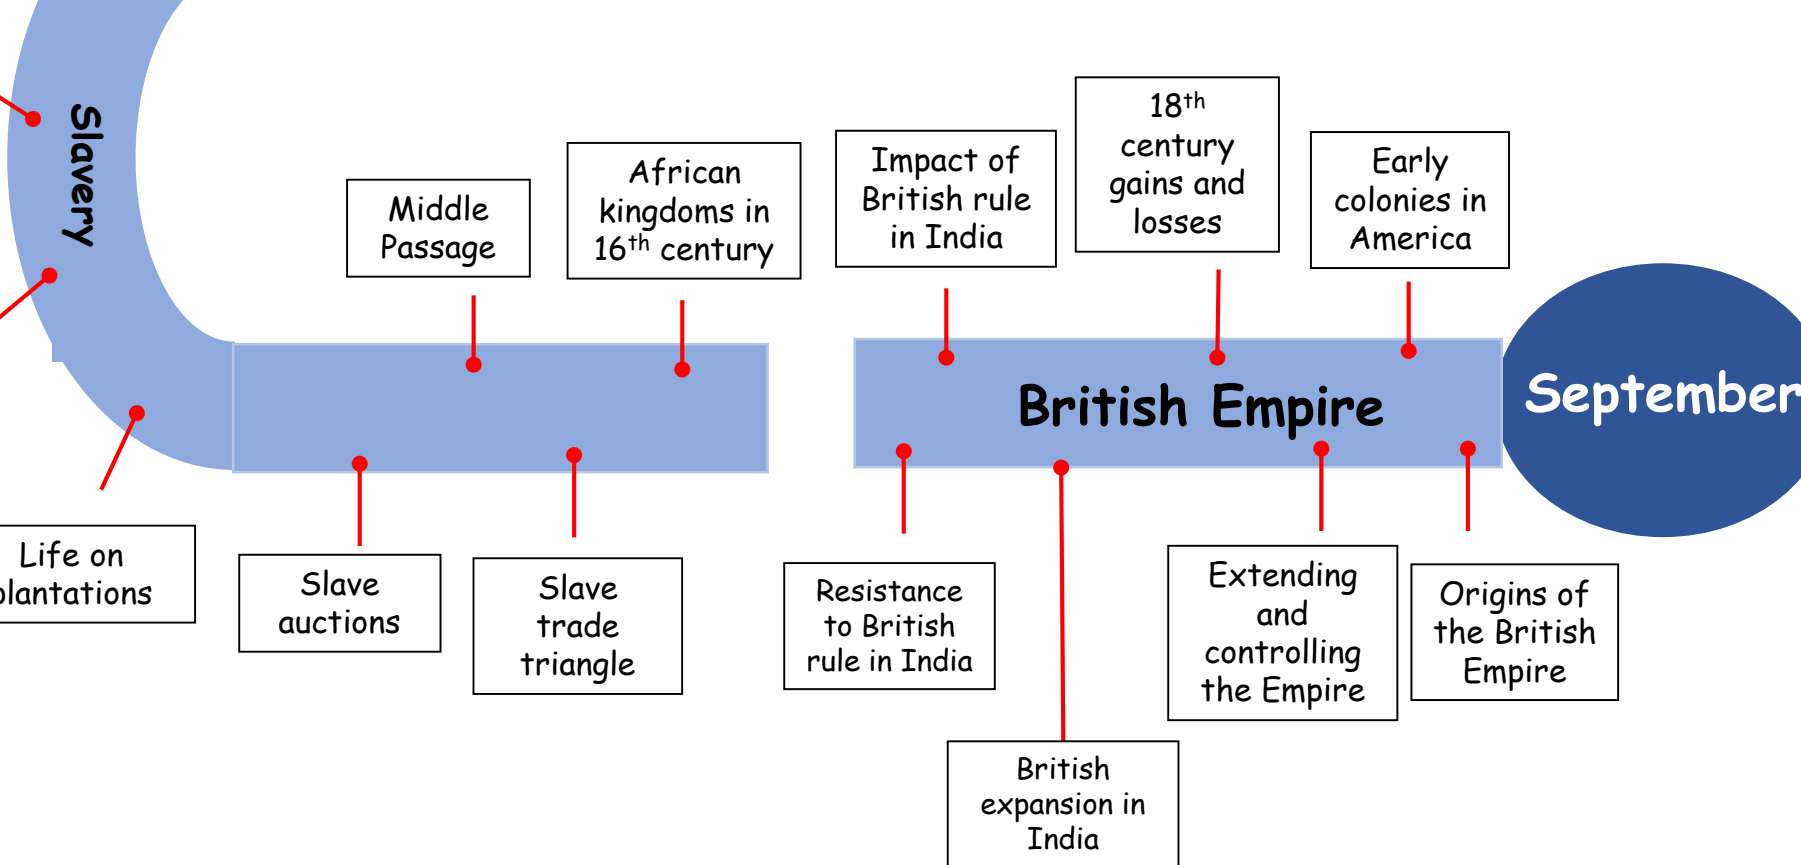 Slavery
Middle
Passage
African
kingdoms in
16th century
Impact of
British rule
in India
18th
century
gains and
losses
Early
colonies in
America
British Empire
September
Life on
plantations
Slave
auctions
Slave
trade
triangle
Resistance
to British
rule in India
British
expansion in
India
Extending
and
controlling
the Empire
Origins of
the British
Empire